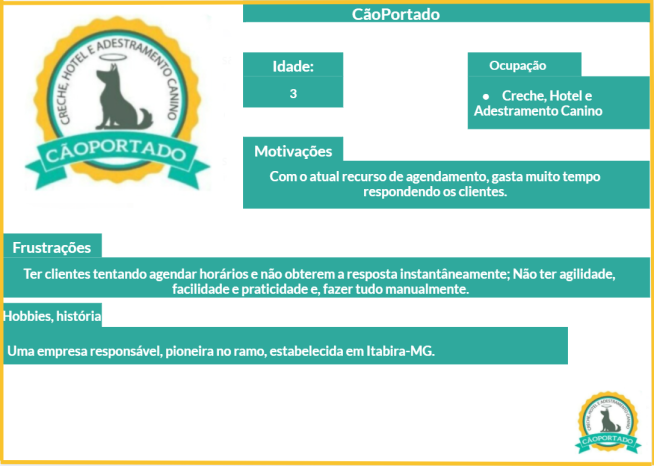 CãoPortado
CRECHE, HOTEL E ADESTRAMENTO CANINO
CÃOPORTADO
Idade:
3
Ocupação
● Creche, Hotel e
Adestramento Canino
Motivações
Com o atual recurso de agendamento, gasta muito tempo
respondendo os clientes.
Frustrações
Ter clientes tentando agendar horários e não obterem a resposta instantâneamente; Não ter agilidade,
facilidade e praticidade e, fazer tudo manualmente.
Hobbies, história
Uma empresa responsável, pioneira no ramo, estabelecida em Itabira-MG.
CRECHE, HOTEL E ADESTRAMENTO CANINO
CÃOPORTADO